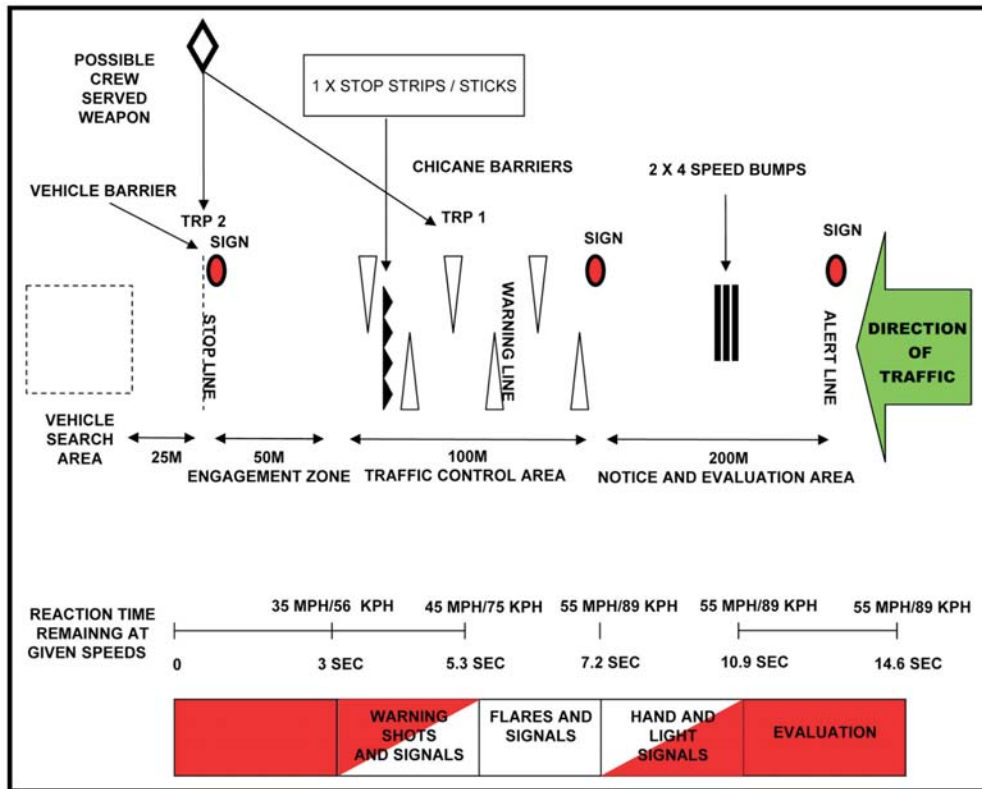 POSSIBLE
CREW
SERVED
WEAPON
1 X STOP STRIPS / STICKS
VEHICLE BARRIER
CHICANE BARRIERS
2 X 4 SPEED BUMPS
TRP 2
SIGN
TRP 1
SIGN
SIGN
STOP LINE
WARNING LINE
ALERT LINE
DIRECTION
OF
TRAFFIC
VEHICLE
SEARCH
AREA
25M
50M
ENGAGEMENT ZONE
100M
TRAFFIC CONTROL AREA
200M
NOTICE AND EVALUATION AREA
REACTION TIME
REMAINNG AT
GIVEN SPEEDS
35 MPH/56 KPH
45 MPH/75 KPH
55 MPH/89 KPH
55 MPH/89 KPH
55 MPH/89 KPH
0
3 SEC
5.3 SEC
7.2 SEC
10.9 SEC
14.6 SEC
WARNING
SHOTS
AND SIGNALS
FLARES AND
SIGNALS
HAND AND
LIGHT
SIGNALS
EVALUATION